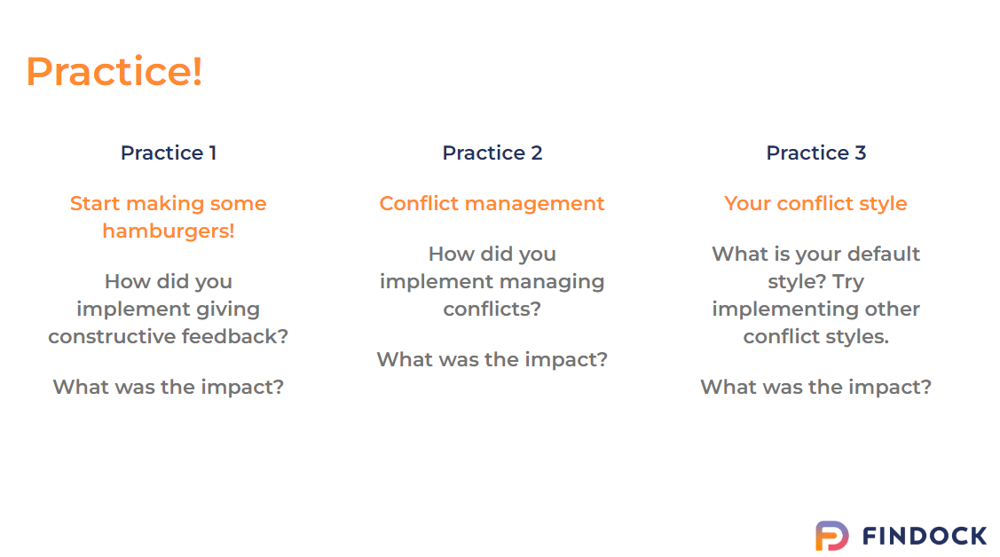 Practice!
Practice 1
Start making some
hamburgers!
How did you
implement giving
constructive feedback?
What was the impact?
Practice 2
Conflict management
How did you
implement managing
conflicts?
What was the impact?
Practice 3
Your conflict style
What is your default
style? Try
implementing other
conflict styles.
What was the impact?
FINDOCK